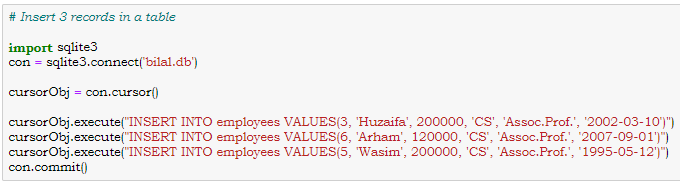 # Insert 3 records in a table
import sqlite3
con = sqlite3.connect('bilal.db')
cursorObj = con.cursor()
cursorObj.execute("INSERT INTO employees VALUES(3, 'Huzaifa', 200000, 'CS', 'Assoc.Prof.', '2002-03-10')")
cursorObj.execute("INSERT INTO employees VALUES(6, 'Arham', 120000, 'CS', 'Assoc.Prof.', '2007-09-01')")
cursorObj.execute("INSERT INTO employees VALUES(5, 'Wasim', 200000, 'CS', 'Assoc.Prof.', '1995-05-12')")
con.commit()